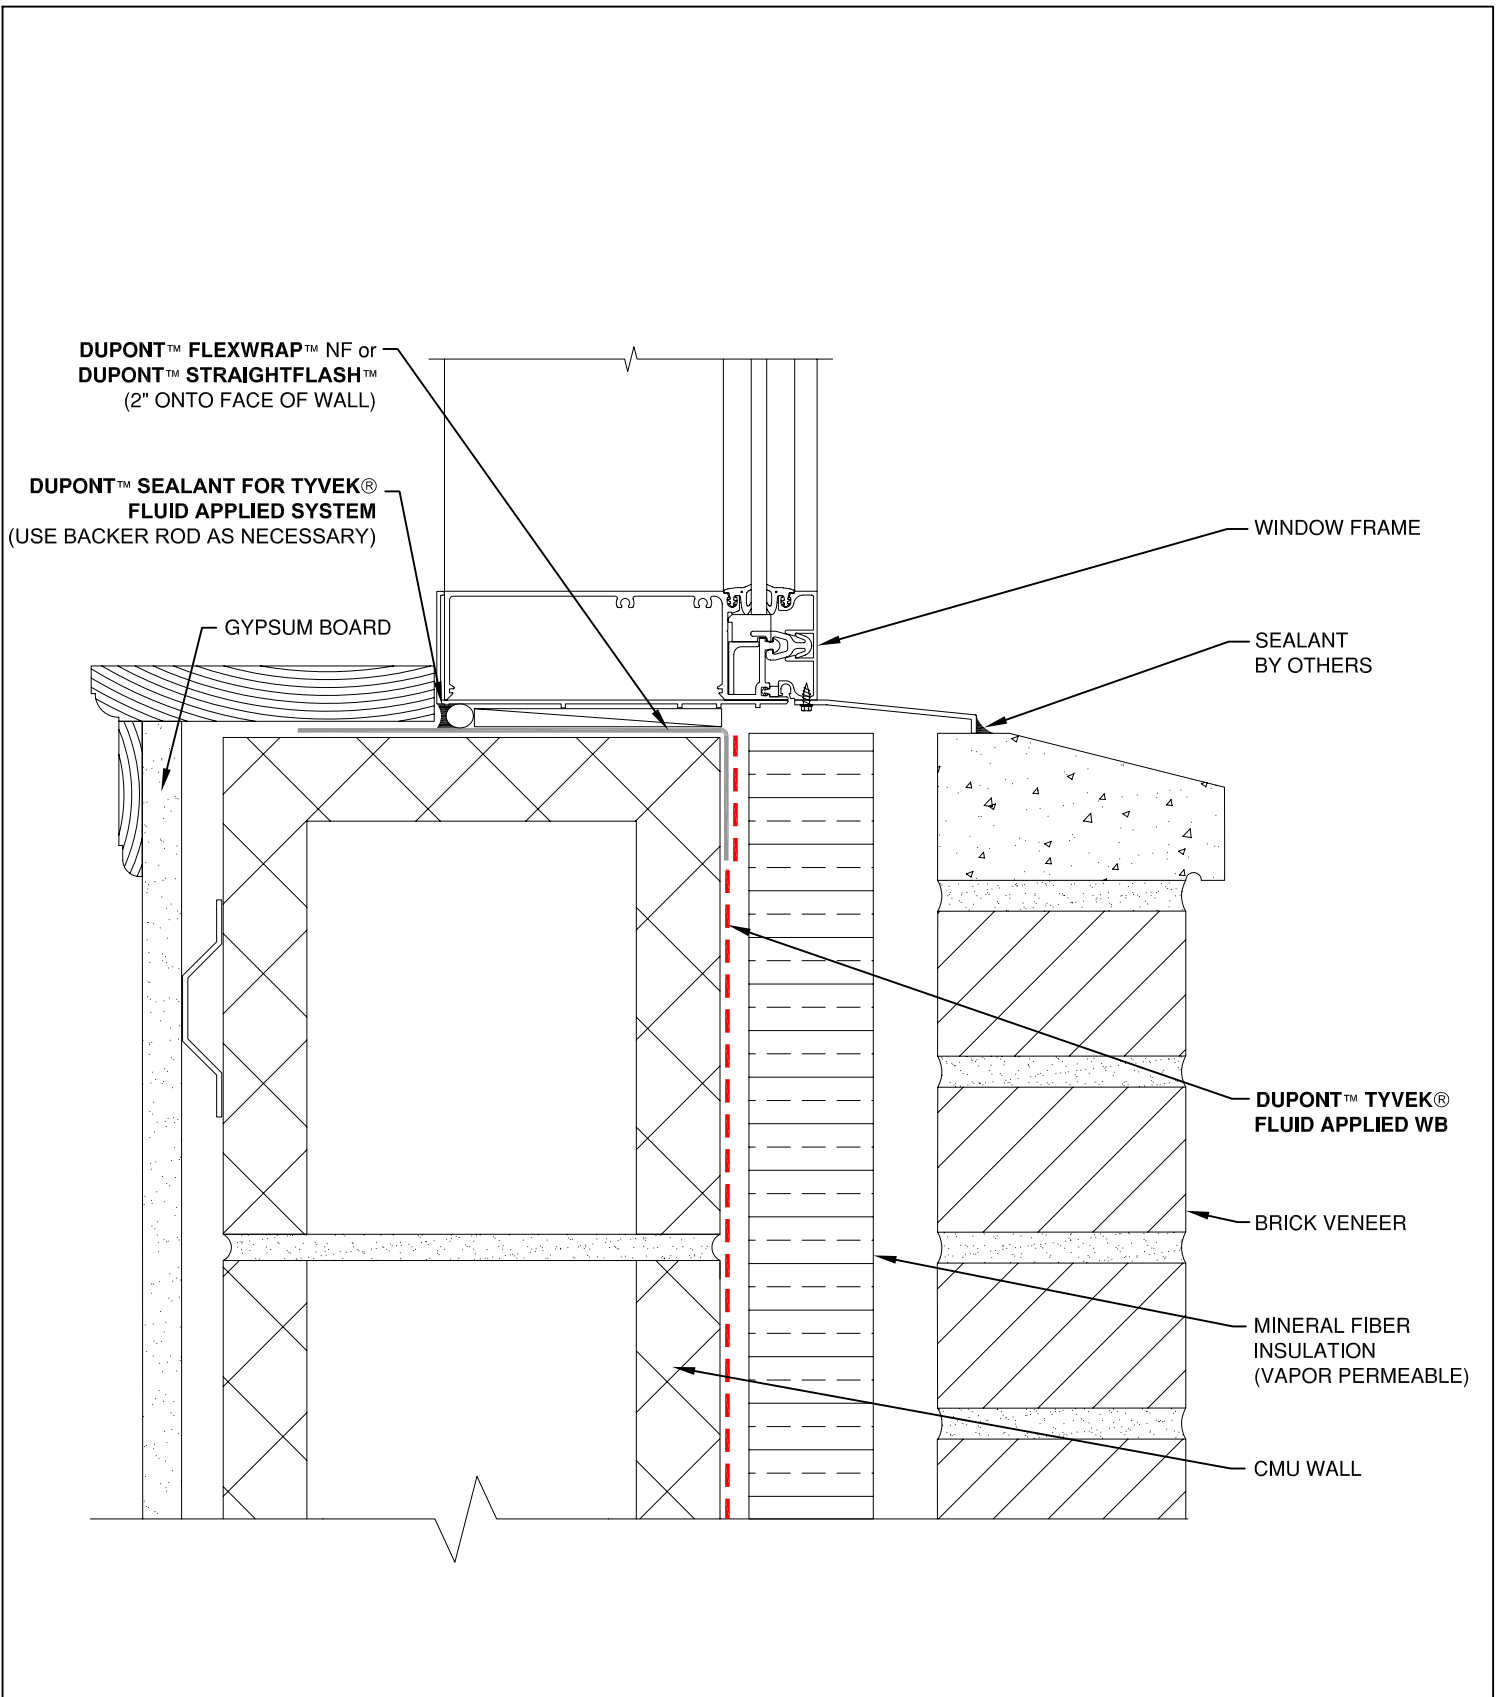 DUPONT™ FLEXWRAP™ NF or
DUPONT™ STRAIGHTFLASH™
(2" ONTO FACE OF WALL)
DUPONT™ SEALANT FOR TYVEK®
FLUID APPLIED SYSTEM
(USE BACKER ROD AS NECESSARY)
GYPSUM BOARD
WINDOW FRAME
SEALANT
BY OTHERS
DUPONT™ TYVEK®
FLUID APPLIED WB
BRICK VENEER
MINERAL FIBER
INSULATION
(VAPOR PERMEABLE)
CMU WALL